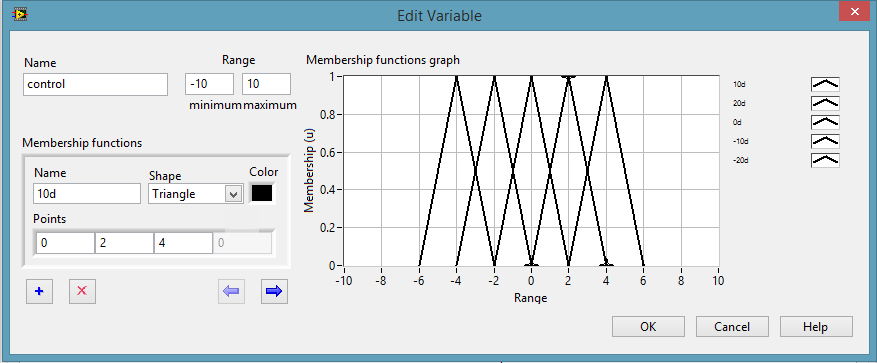 Edit Variable
Name
control
Range
-10 10
minimum maximum
Membership functions
Name Shape Color
10d Triangle
Points
0 2 4 0
Membership functions graph
Membership (u)
1
0.8
0.6
0.4
0.2
0
-10 -8 -6 -4 -2 0 2 4 6 8 10
Range
10d
20d
0d
-10d
-20d
OK Cancel Help